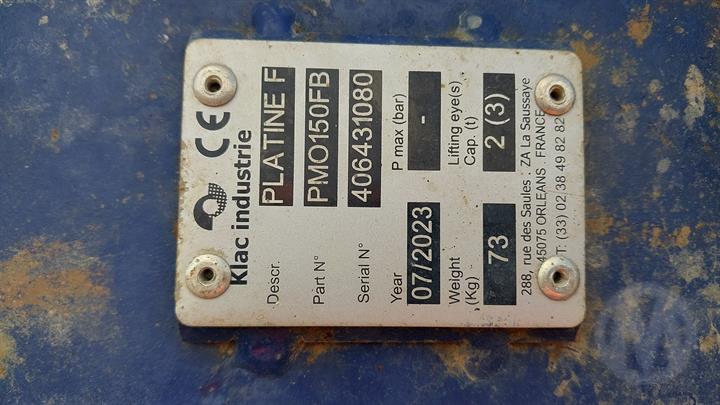 CE
Klac industrie
Descr. PLATINE F
Part N° PMO150FB
Serial N° 406431080
Year P max (bar)
07/2023 -
Weight (Kg) Lifting eye(s) Cap. (t)
73 2 (3)
288, rue des Saules : ZA La Saussaye
45075 ORLEANS . FRANCE
T: (33) 02 38 49 82 82